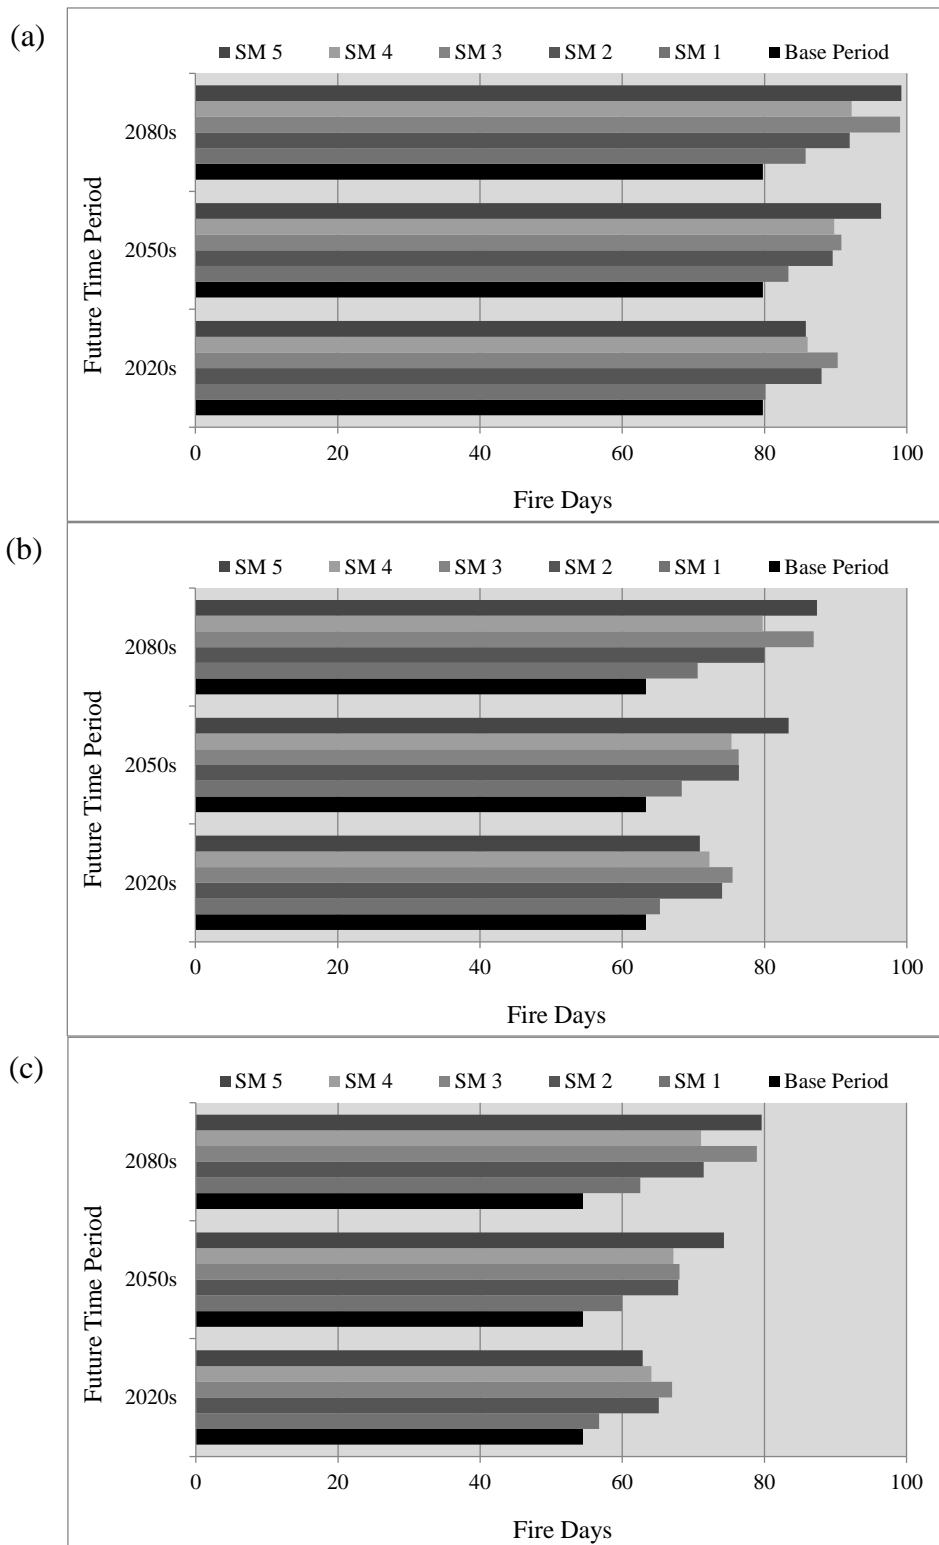 (a)
SM 5 SM 4 SM 3 SM 2 SM 1 Base Period
Future Time Period
2080s
2050s
2020s
0 20 40 60 80 100
Fire Days
(b)
SM 5 SM 4 SM 3 SM 2 SM 1 Base Period
Future Time Period
2080s
2050s
2020s
0 20 40 60 80 100
Fire Days
(c)
SM 5 SM 4 SM 3 SM 2 SM 1 Base Period
Future Time Period
2080s
2050s
2020s
0 20 40 60 80 100
Fire Days